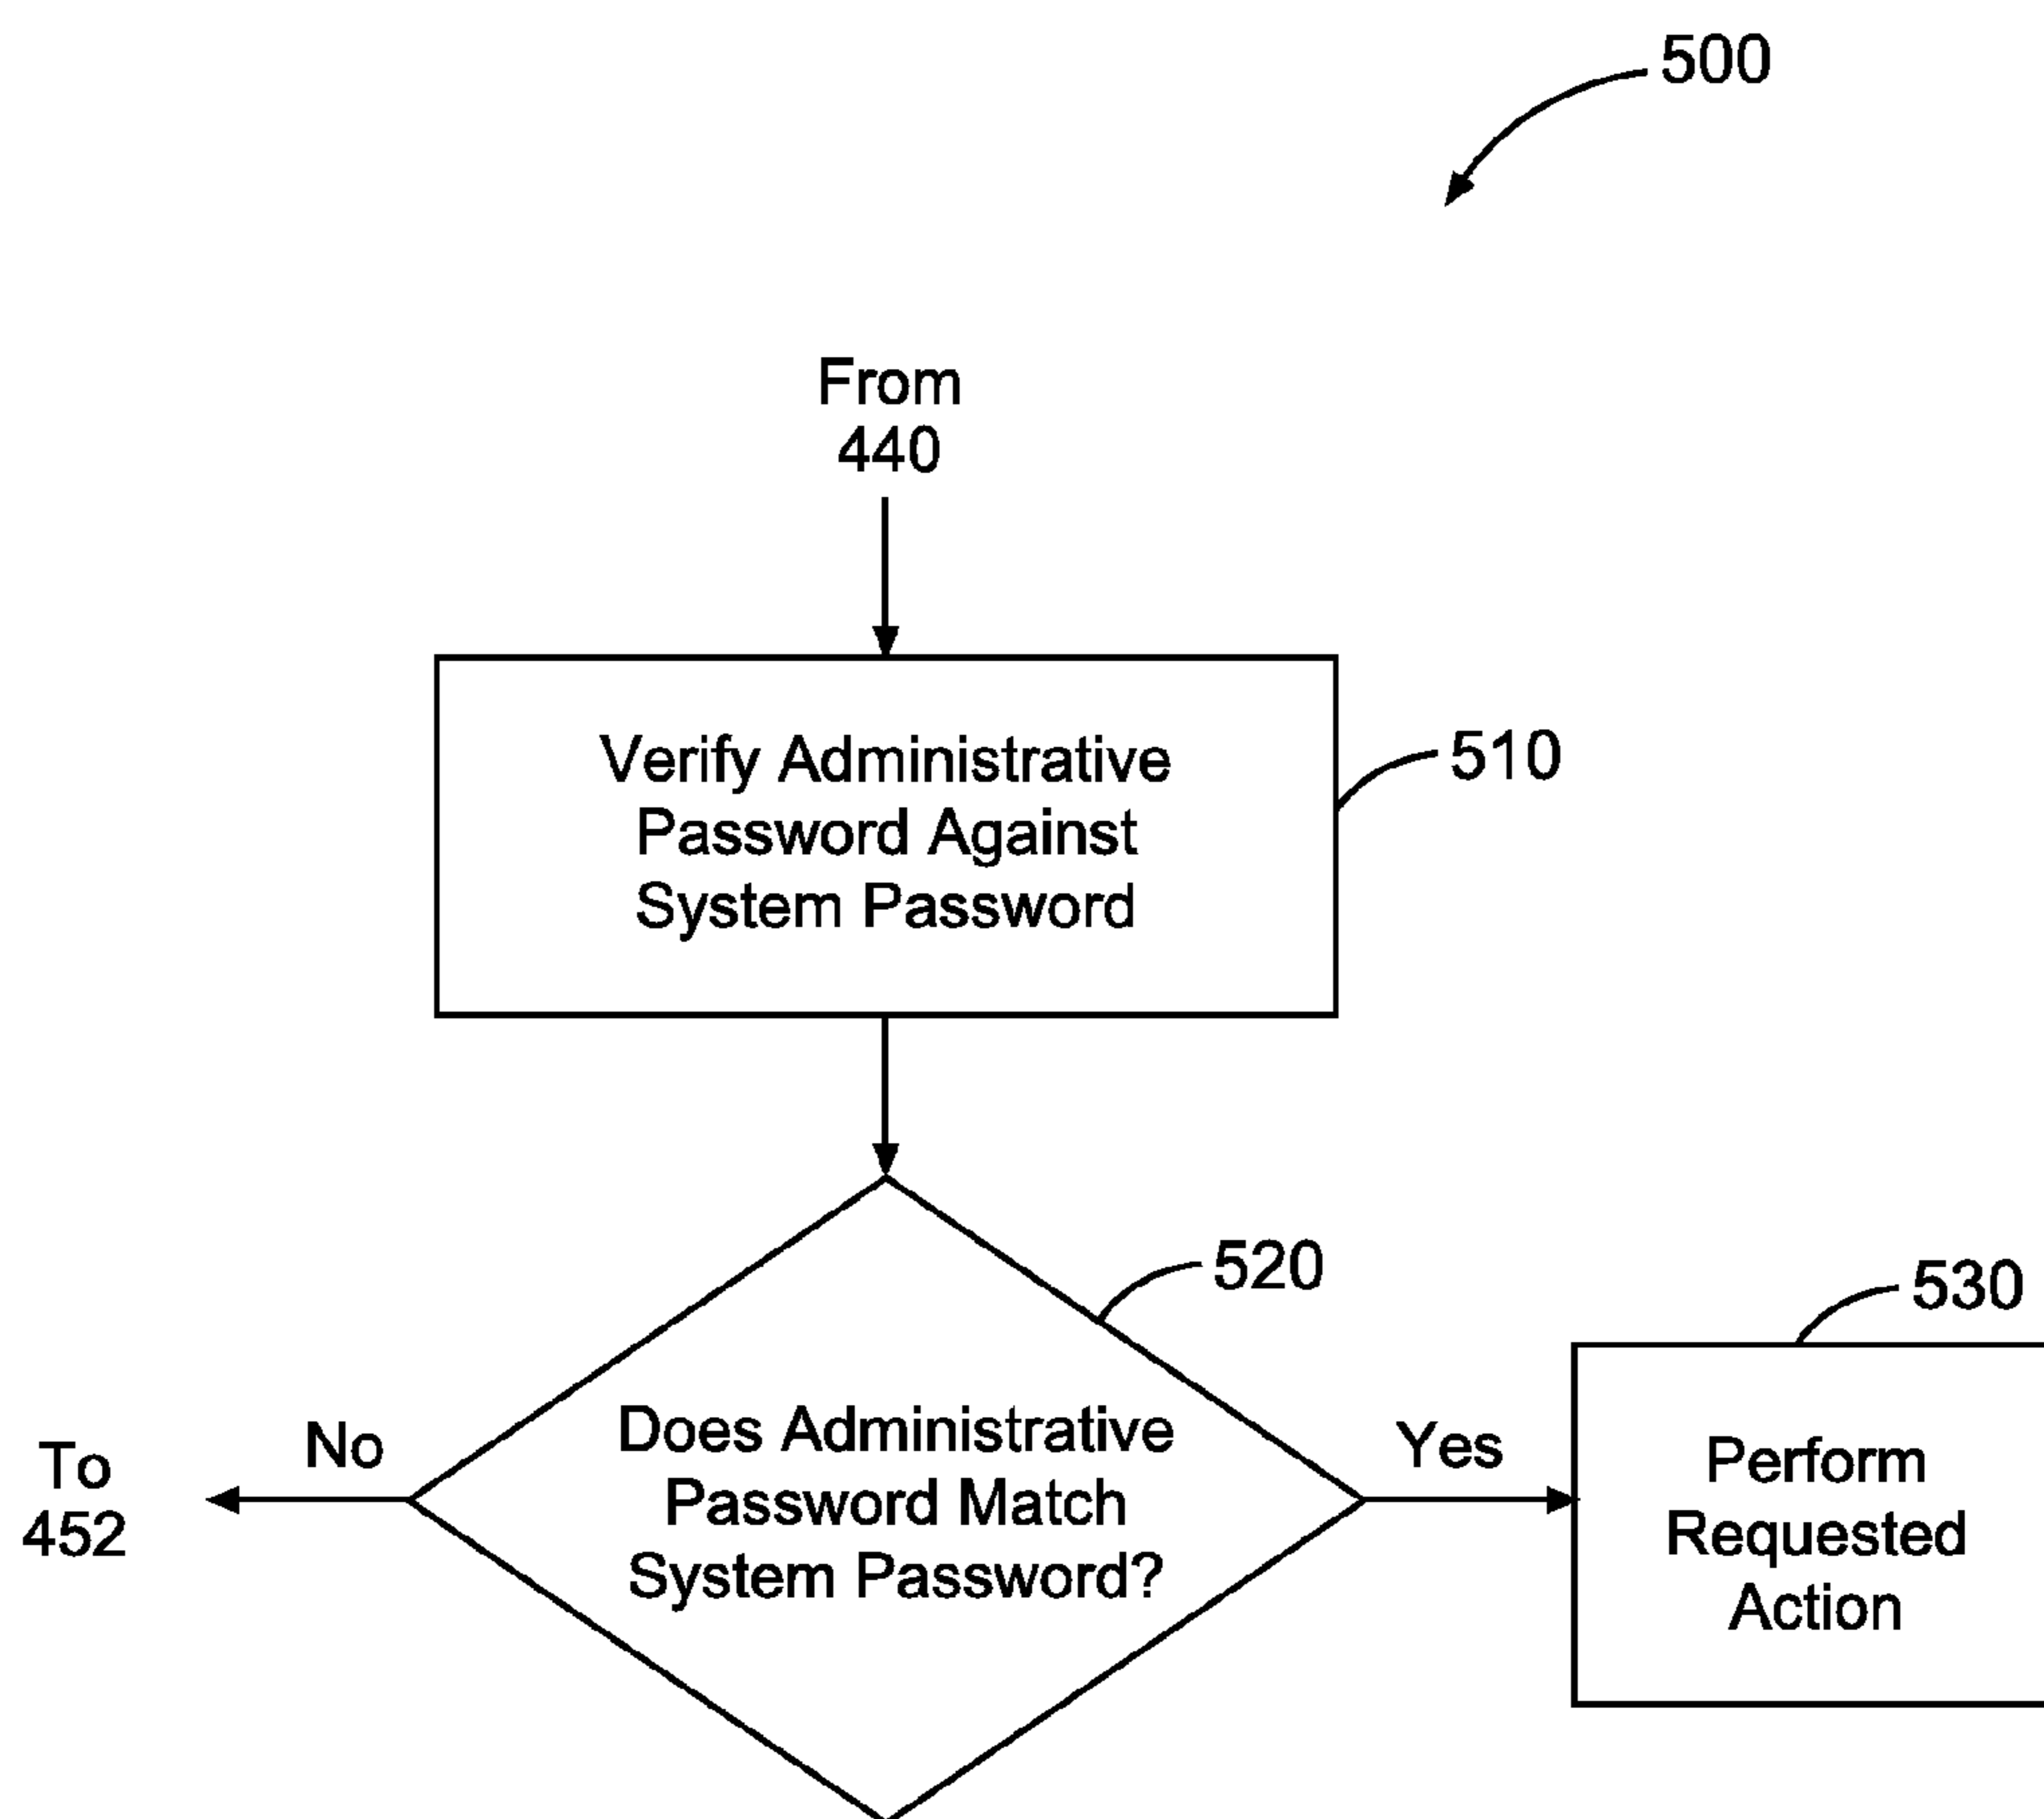 500
From
440
Verify Administrative
Password Against
System Password
510
520
530
Does Administrative
Password Match
System Password?
No
To
452
Yes
Perform
Requested
Action